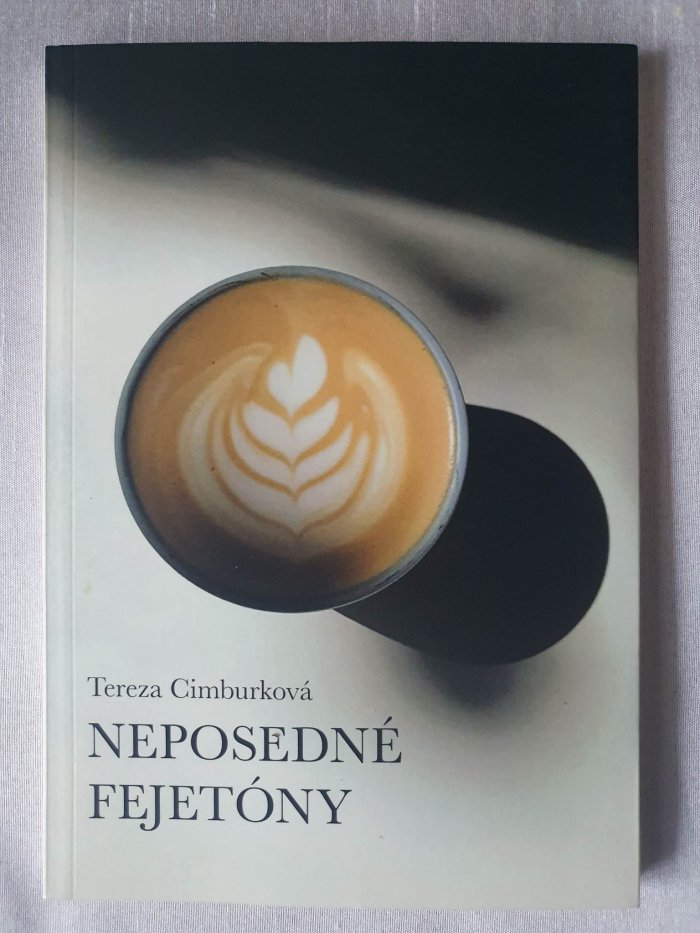 Tereza Cimburková
NEPOSEDNÉ
FEJETÓNY